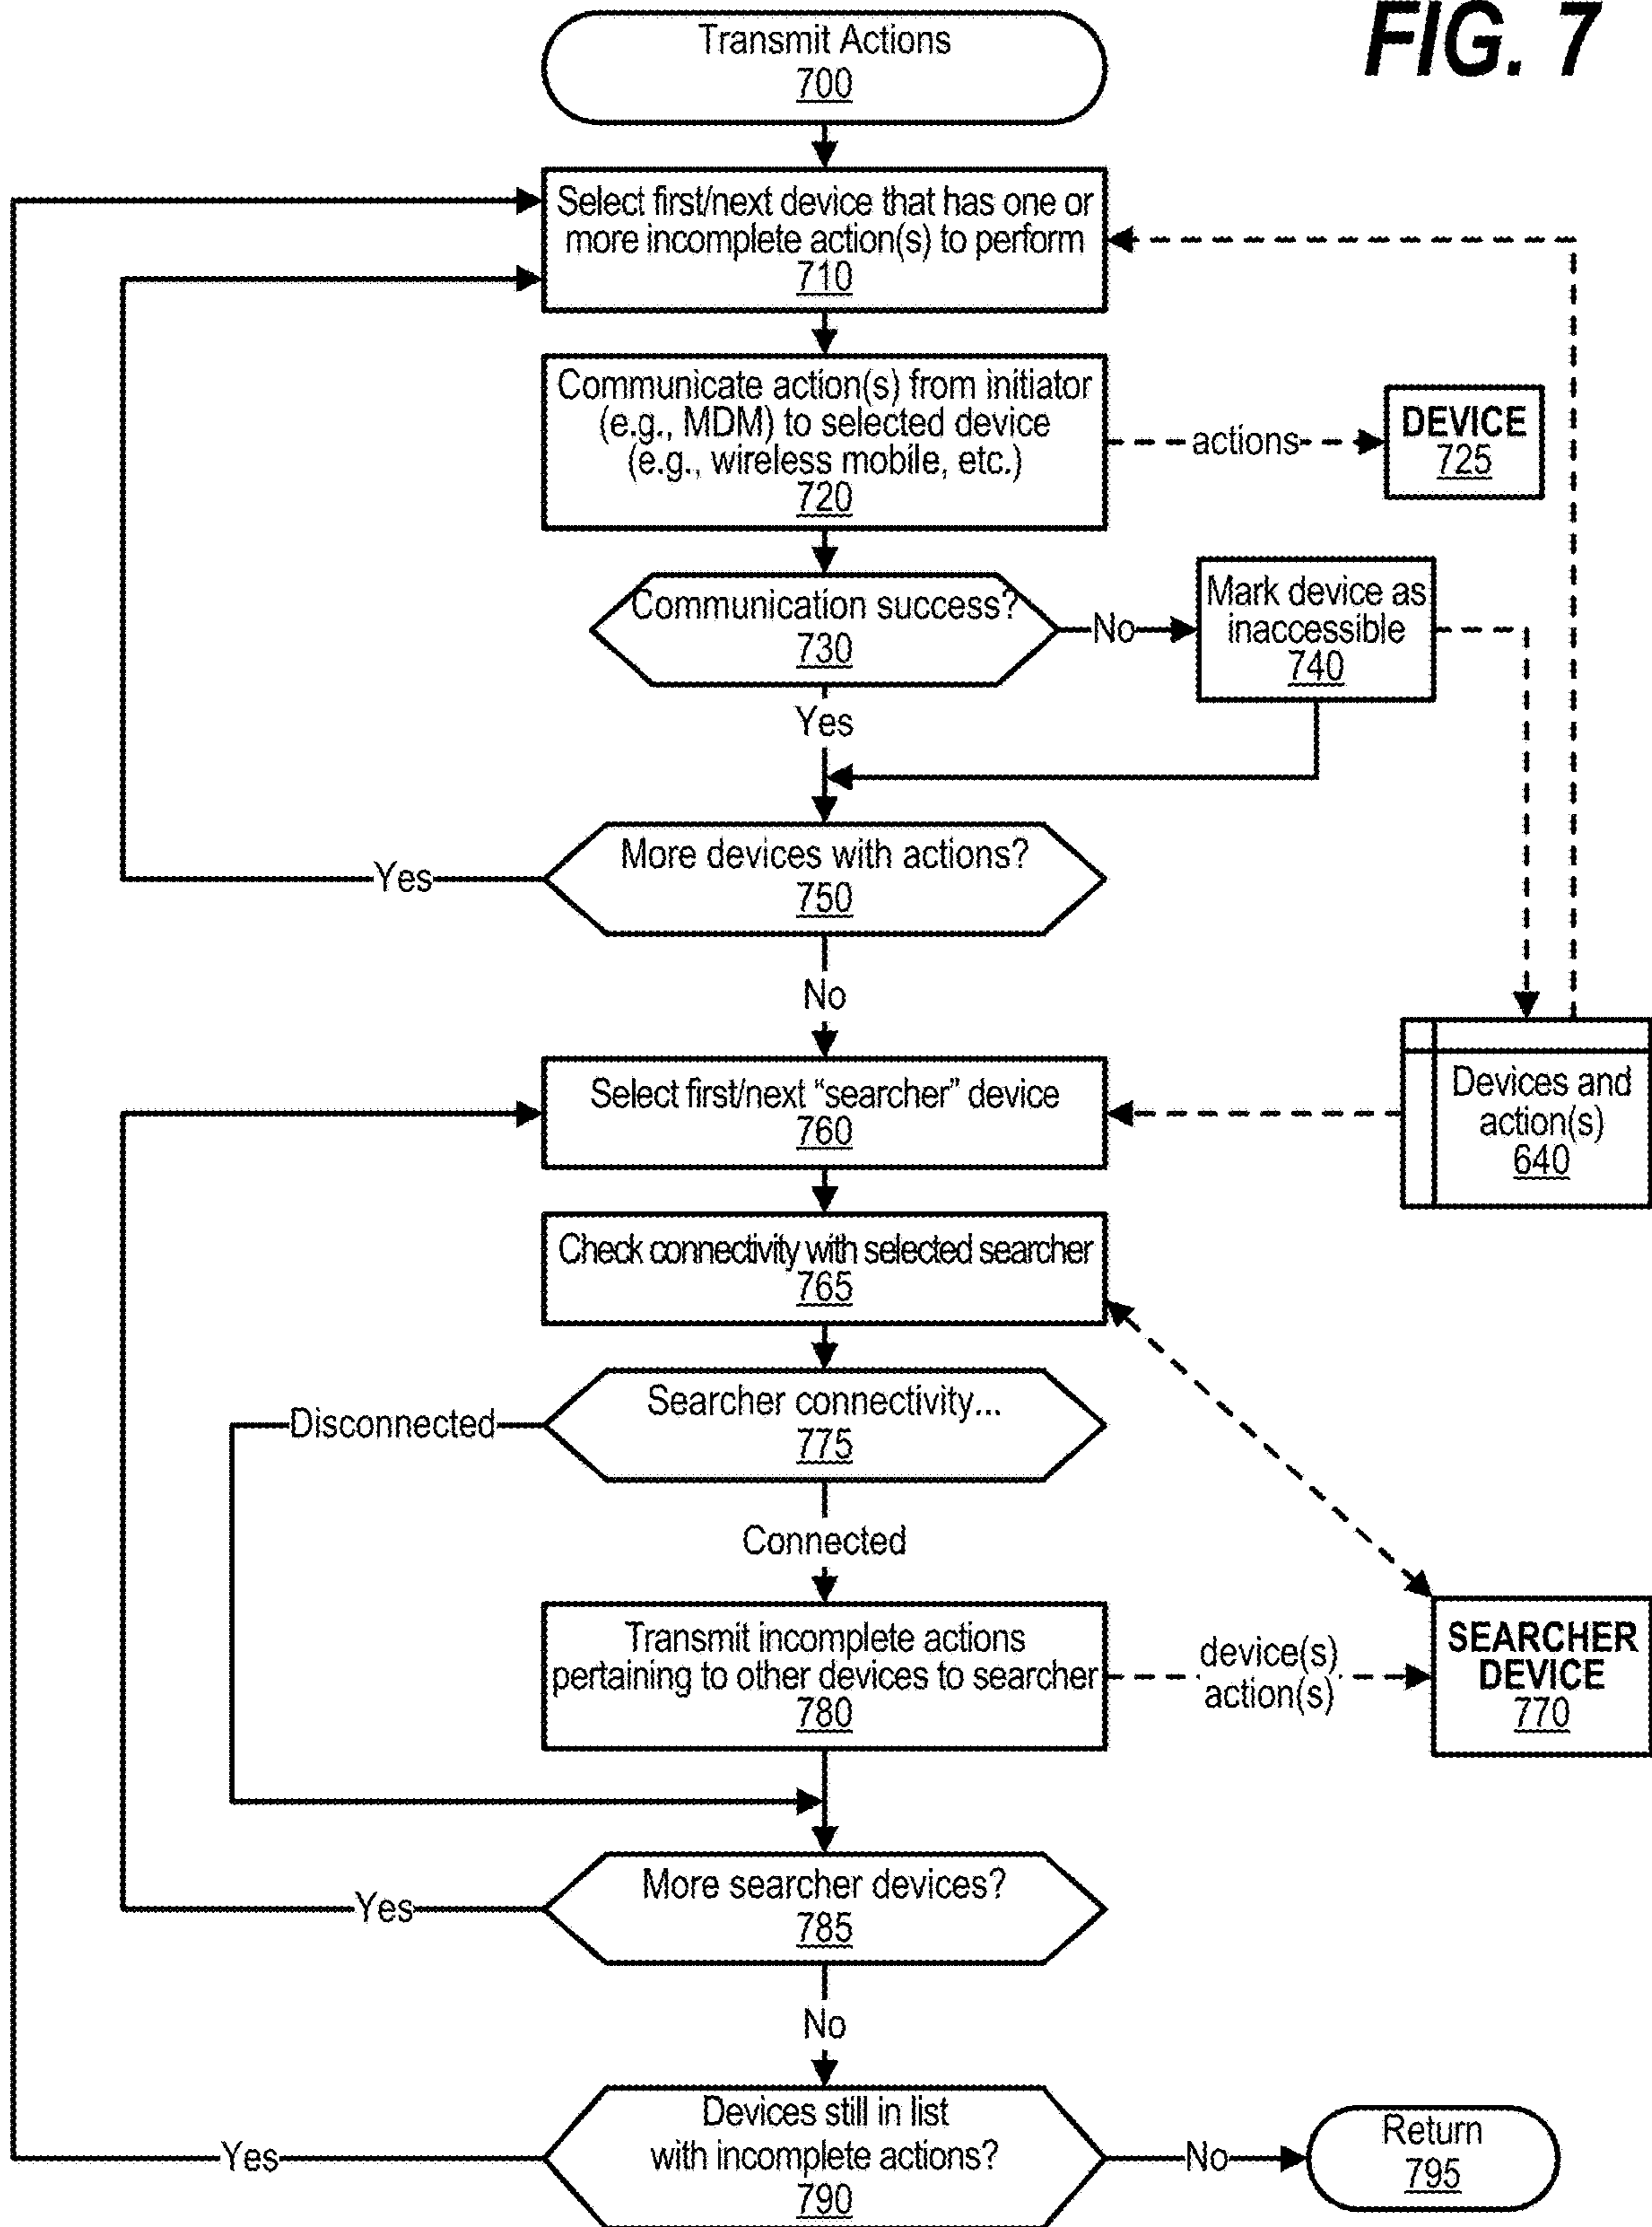 FIG. 7
Transmit Actions
700
Select first/next device that has one or
more incomplete action(s) to perform
710
Communicate action(s) from initiator
(e.g., MDM) to selected device
(e.g., wireless mobile, etc.)
720
actions
DEVICE
725
Communication success?
730
No
Mark device as
inaccessible
740
Yes
More devices with actions?
750
Yes
No
Select first/next “searcher” device
760
Devices and
action(s)
640
Check connectivity with selected searcher
765
Searcher connectivity...
775
Disconnected
Connected
Transmit incomplete actions
pertaining to other devices to searcher
780
device(s)
action(s)
SEARCHER
DEVICE
770
More searcher devices?
785
Yes
No
Devices still in list
with incomplete actions?
790
Yes
No
Return
795